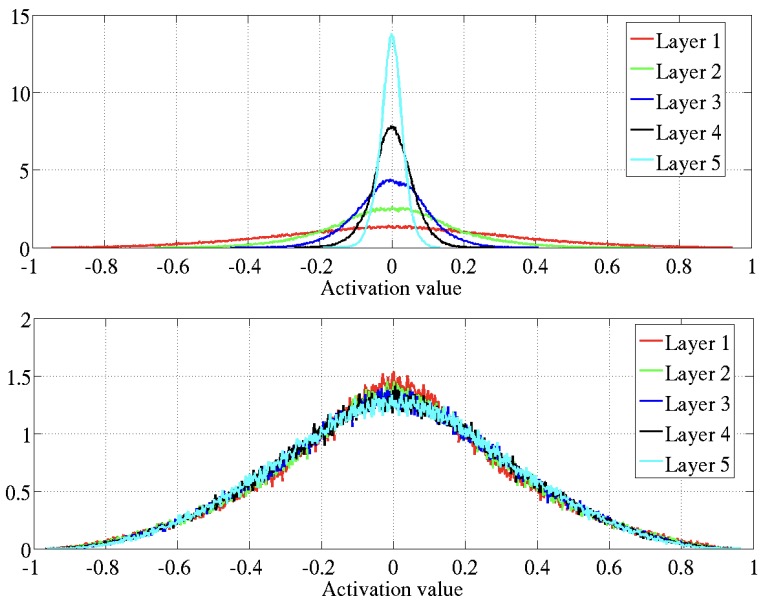 15
10
5
0
-1 -0.8 -0.6 -0.4 -0.2 0 0.2 0.4 0.6 0.8 1
Activation value
Layer 1
Layer 2
Layer 3
Layer 4
Layer 5
2
1.5
1
0.5
0
-1 -0.8 -0.6 -0.4 -0.2 0 0.2 0.4 0.6 0.8 1
Activation value
Layer 1
Layer 2
Layer 3
Layer 4
Layer 5